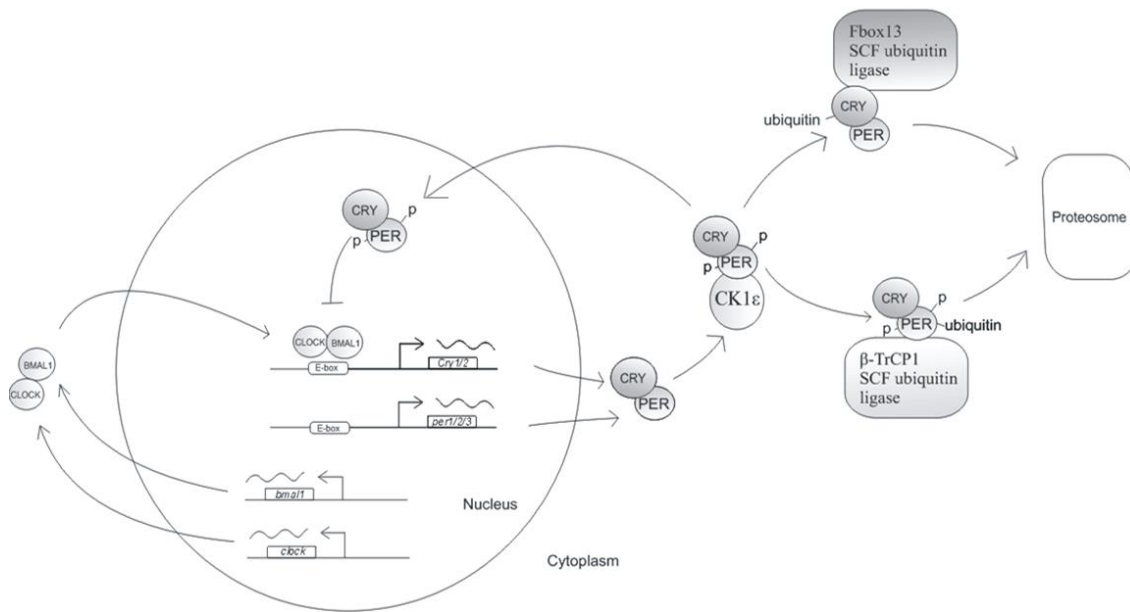 Fbox13
SCF ubiquitin
ligase
CRY
ubiquitin
PER
CRY
p
p
PER
CRY
p
p
PER
CK1ε
Proteosome
CRY
p
p
PER
ubiquitin
β-TrCP1
SCF ubiquitin
ligase
CLOCK
BMAL1
E-box
Cry1/2
BMAL1
CLOCK
CRY
PER
E-box
per1/2/3
bmal1
Nucleus
clock
Cytoplasm